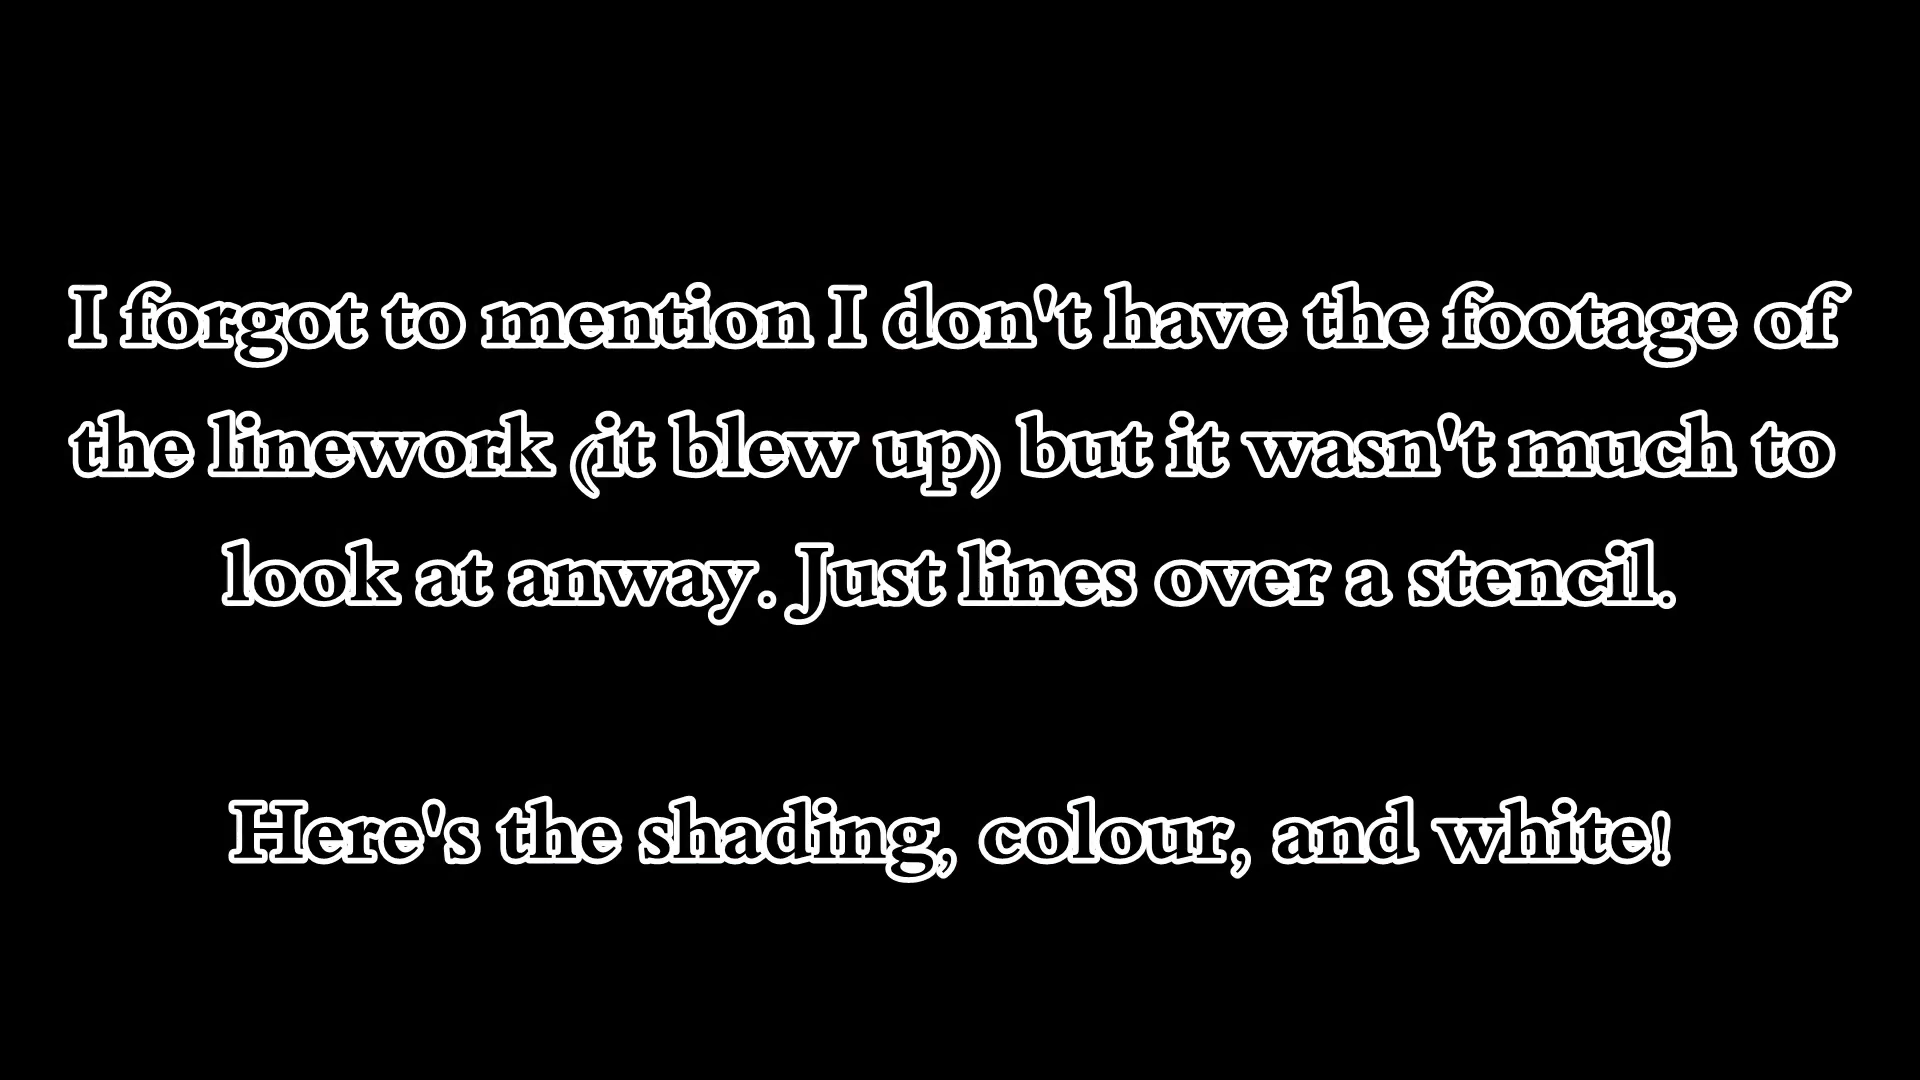 I forgot to mention I don't have the footage of
the linework (it blew up) but it wasn't much to
look at anway. Just lines over a stencil.
Here's the shading, colour, and white!